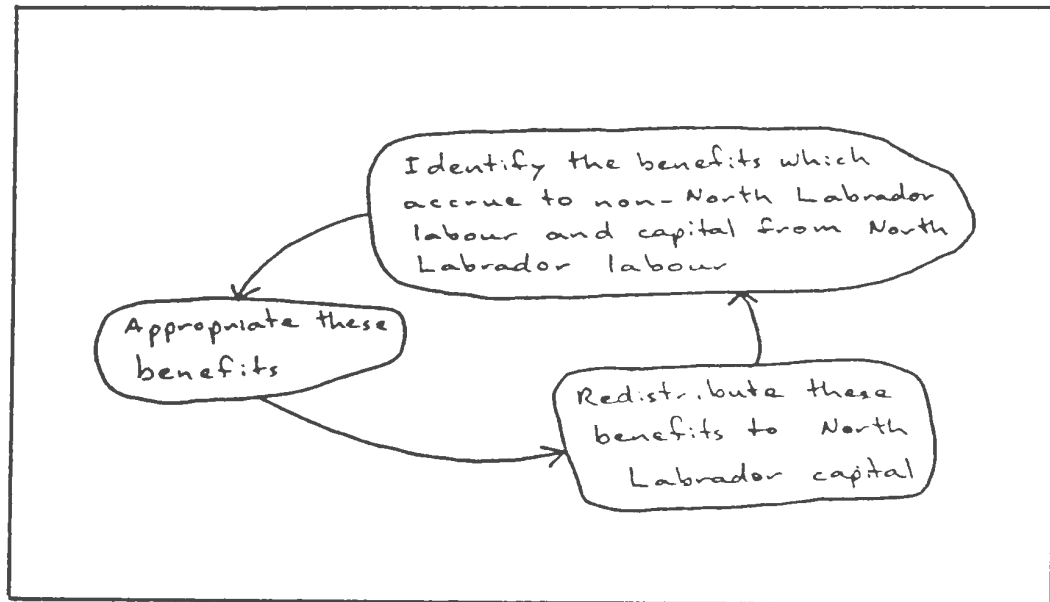 Identify the benefits which
accrue to non-North Labrador
labour and capital from North
Labrador labour
Appropriate these
benefits
Redistribute these
benefits to North
Labrador capital